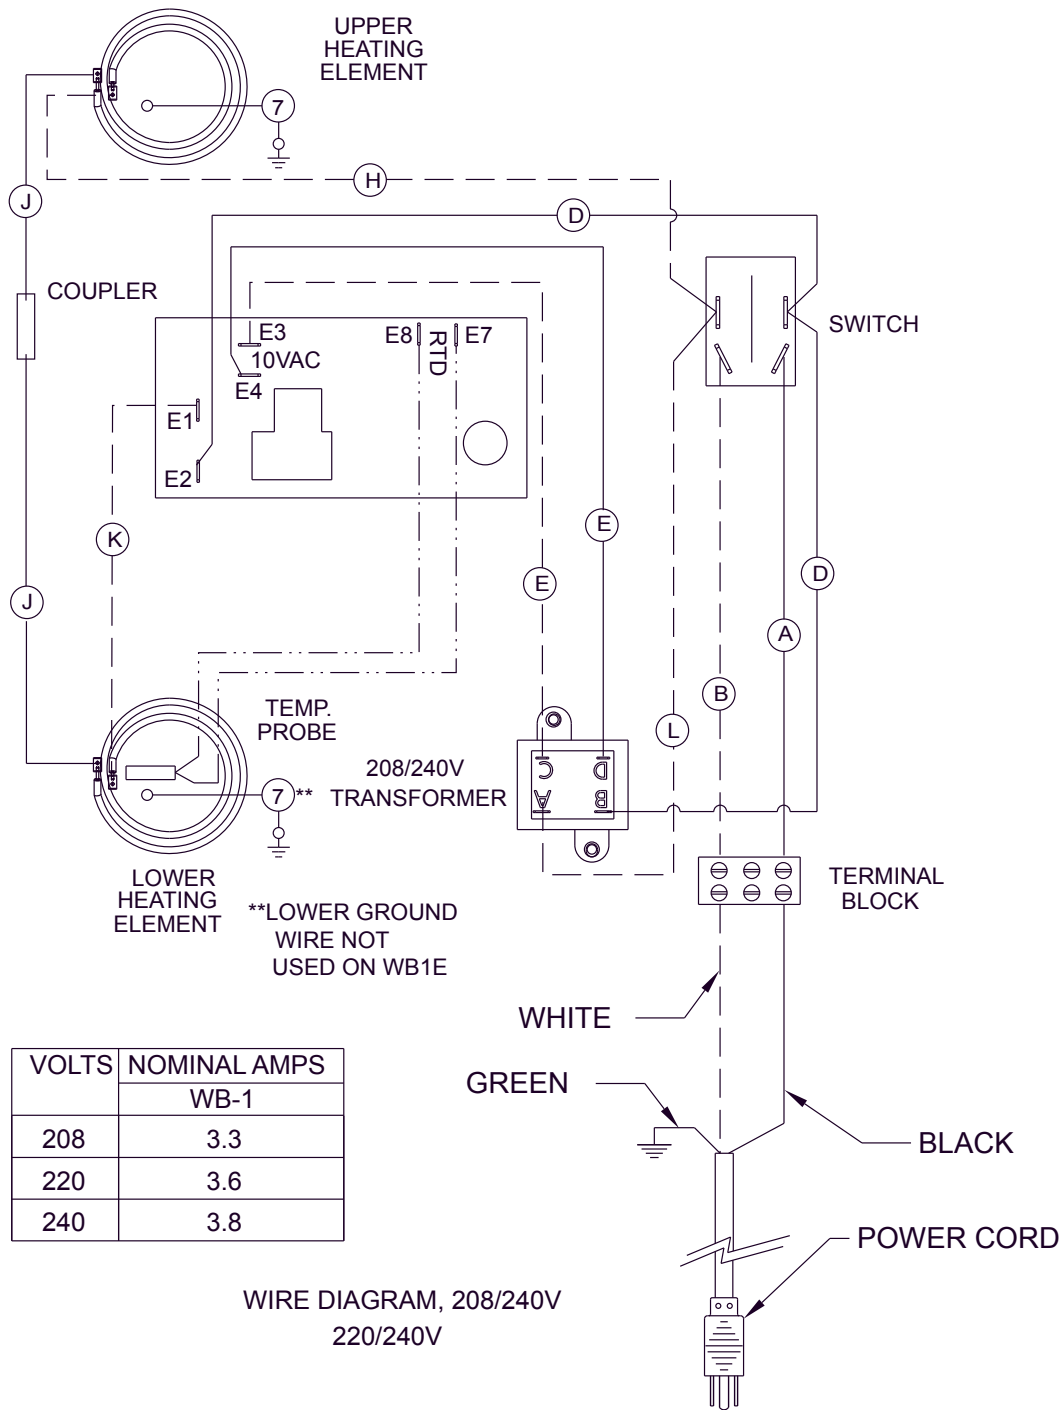 UPPER
HEATING
ELEMENT
7
H
J
D
COUPLER
SWITCH
E3
10VAC
E4
E8
RTD
E7
E1
E2
K
E
E
D
J
A
B
L
TEMP.
PROBE
208/240V
TRANSFORMER
C
D
A
B
7
**
LOWER
HEATING
ELEMENT
**LOWER GROUND
WIRE NOT
USED ON WB1E
TERMINAL
BLOCK
WHITE
GREEN
BLACK
POWER CORD
VOLTS NOMINAL AMPS
WB-1
208 3.3
220 3.6
240 3.8
WIRE DIAGRAM, 208/240V
220/240V